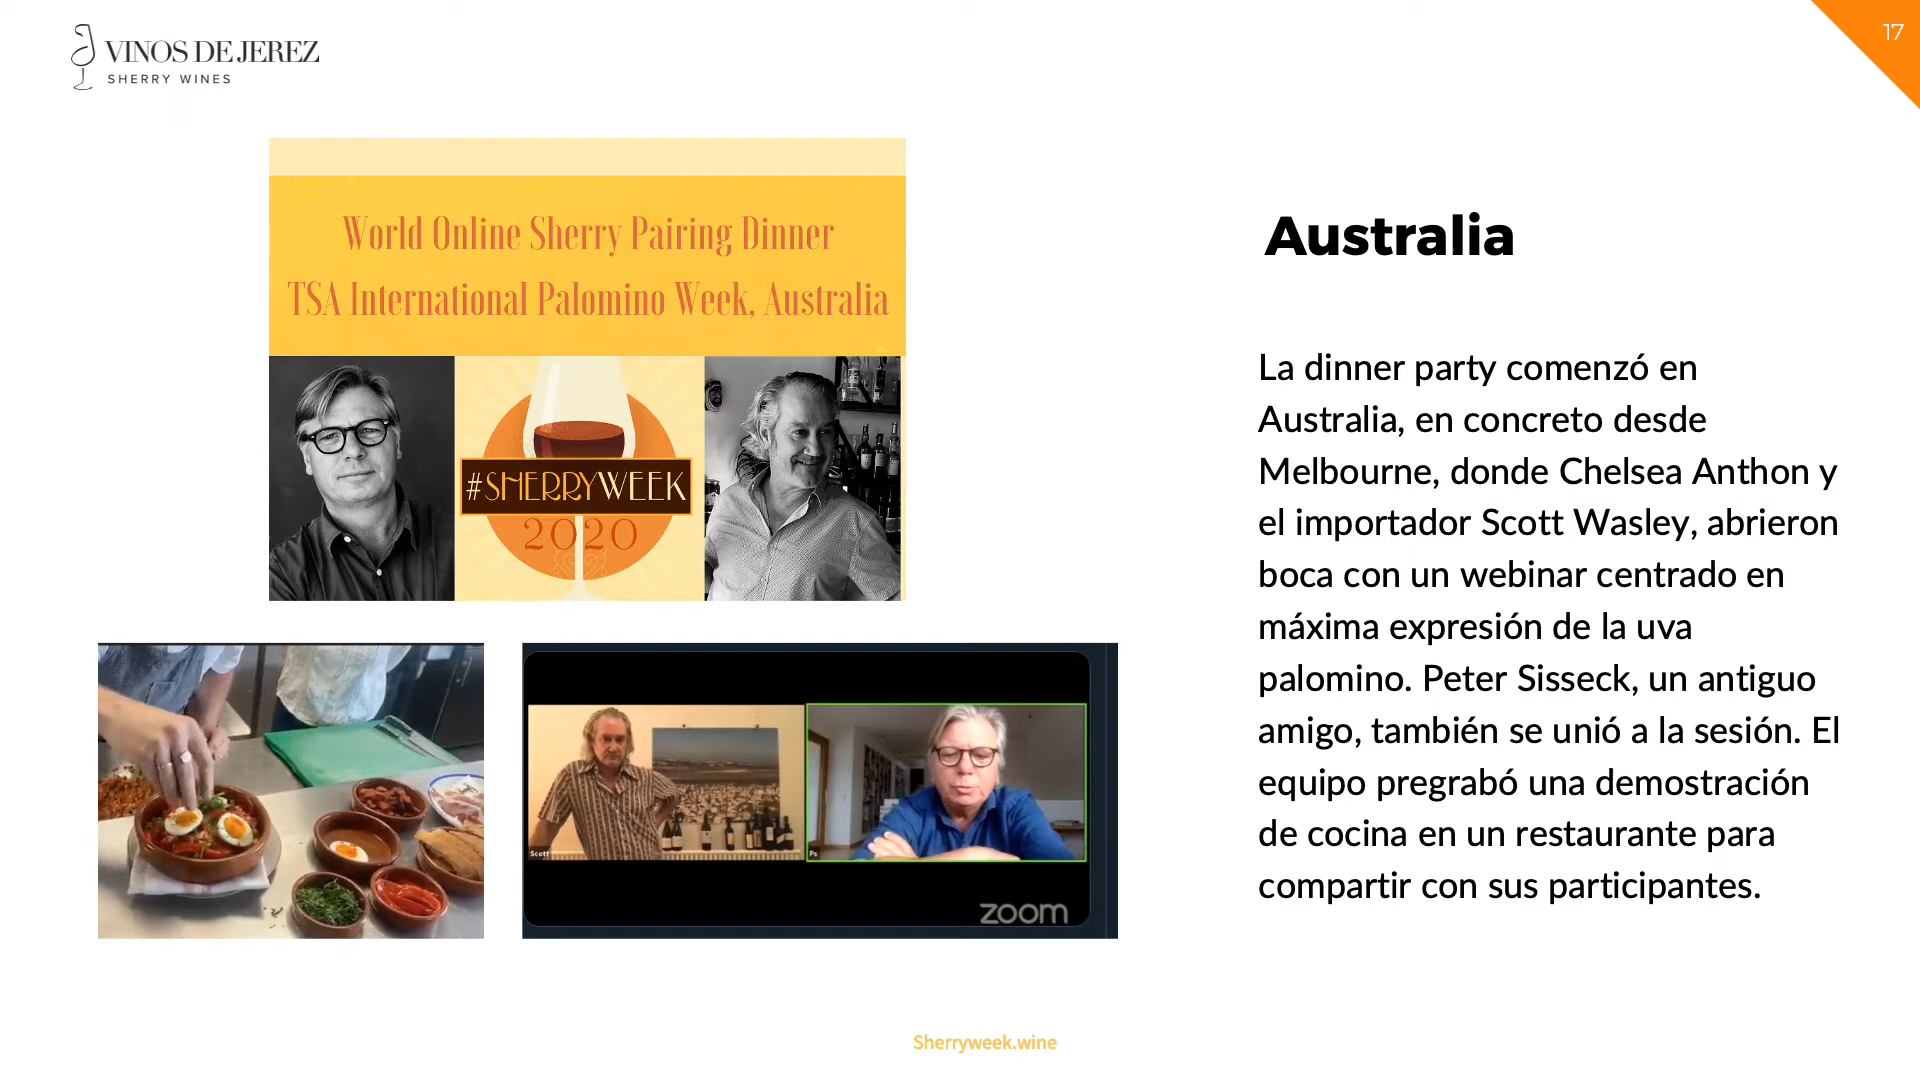 VINOS DE JEREZ
SHERRY WINES
17
World Online Sherry Pairing Dinner
TSA International Palomino Week, Australia
#SHERRYWEEK
2020
Scott
Ps
zoom
Australia
La dinner party comenzó en
Australia, en concreto desde
Melbourne, donde Chelsea Anthon y
el importador Scott Wasley, abrieron
boca con un webinar centrado en
máxima expresión de la uva
palomino. Peter Sisseck, un antiguo
amigo, también se unió a la sesión. El
equipo pregrabó una demostración
de cocina en un restaurante para
compartir con sus participantes.
Sherryweek.wine